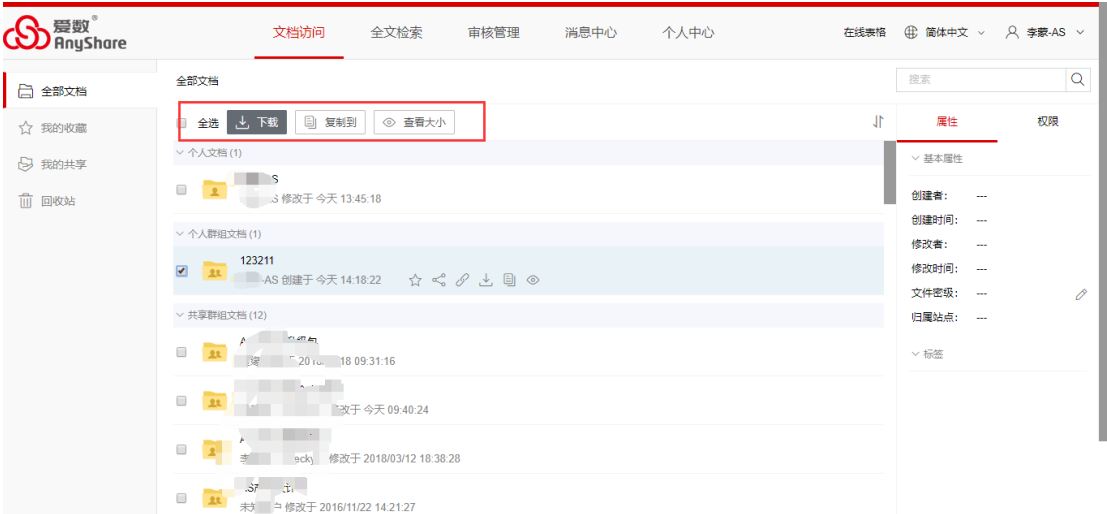 爱数®
AnyShare
文档访问 全文检索 审核管理 消息中心 个人中心 在线表格 简体中文 李蒙-AS
全部文档
我的收藏
我的共享
回收站
全部文档
搜索
全选 下载 复制到 查看大小
个人文档 (1)
S
S 修改于 今天 13:45:18
个人群组文档 (1)
123211
-AS 创建于 今天 14:18:22
共享群组文档 (12)
18 09:31:16
改于 今天 09:40:24
ecky 修改于 2018/03/12 18:38:28
未知 户 修改于 2016/11/22 14:21:27
属性 权限
基本属性
创建者: ---
创建时间: ---
修改者: ---
修改时间: ---
文件密级: ---
归属站点: ---
标签